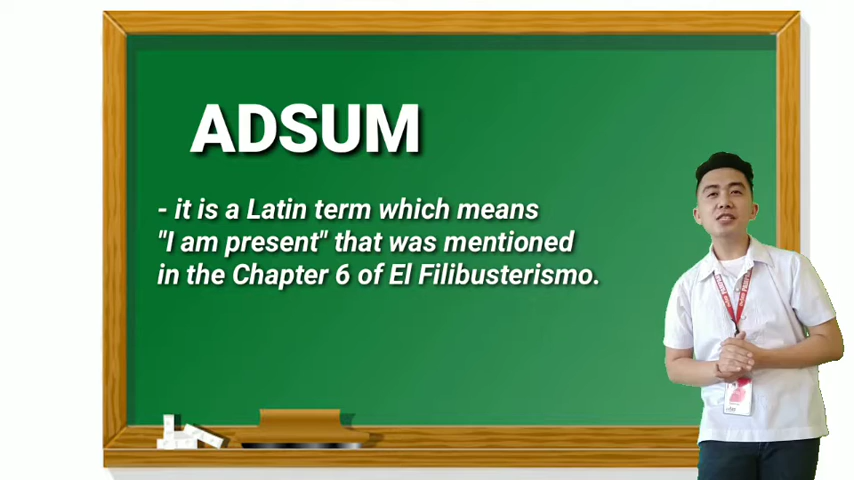 ADSUM
- it is a Latin term which means
"I am present" that was mentioned
in the Chapter 6 of El Filibusterismo.